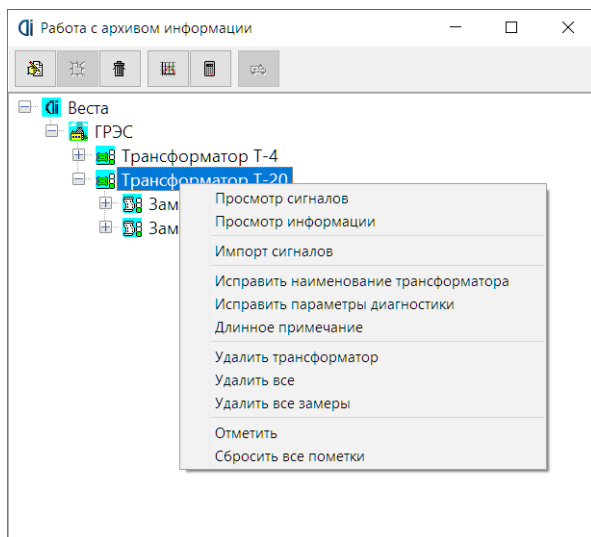 Работа с архивом информации
Веста
ГРЭС
Трансформатор Т-4
Трансформатор Т-20
Зам
Зам
Просмотр сигналов
Просмотр информации
Импорт сигналов
Исправить наименование трансформатора
Исправить параметры диагностики
Длинное примечание
Удалить трансформатор
Удалить все
Удалить все замеры
Отметить
Сбросить все пометки